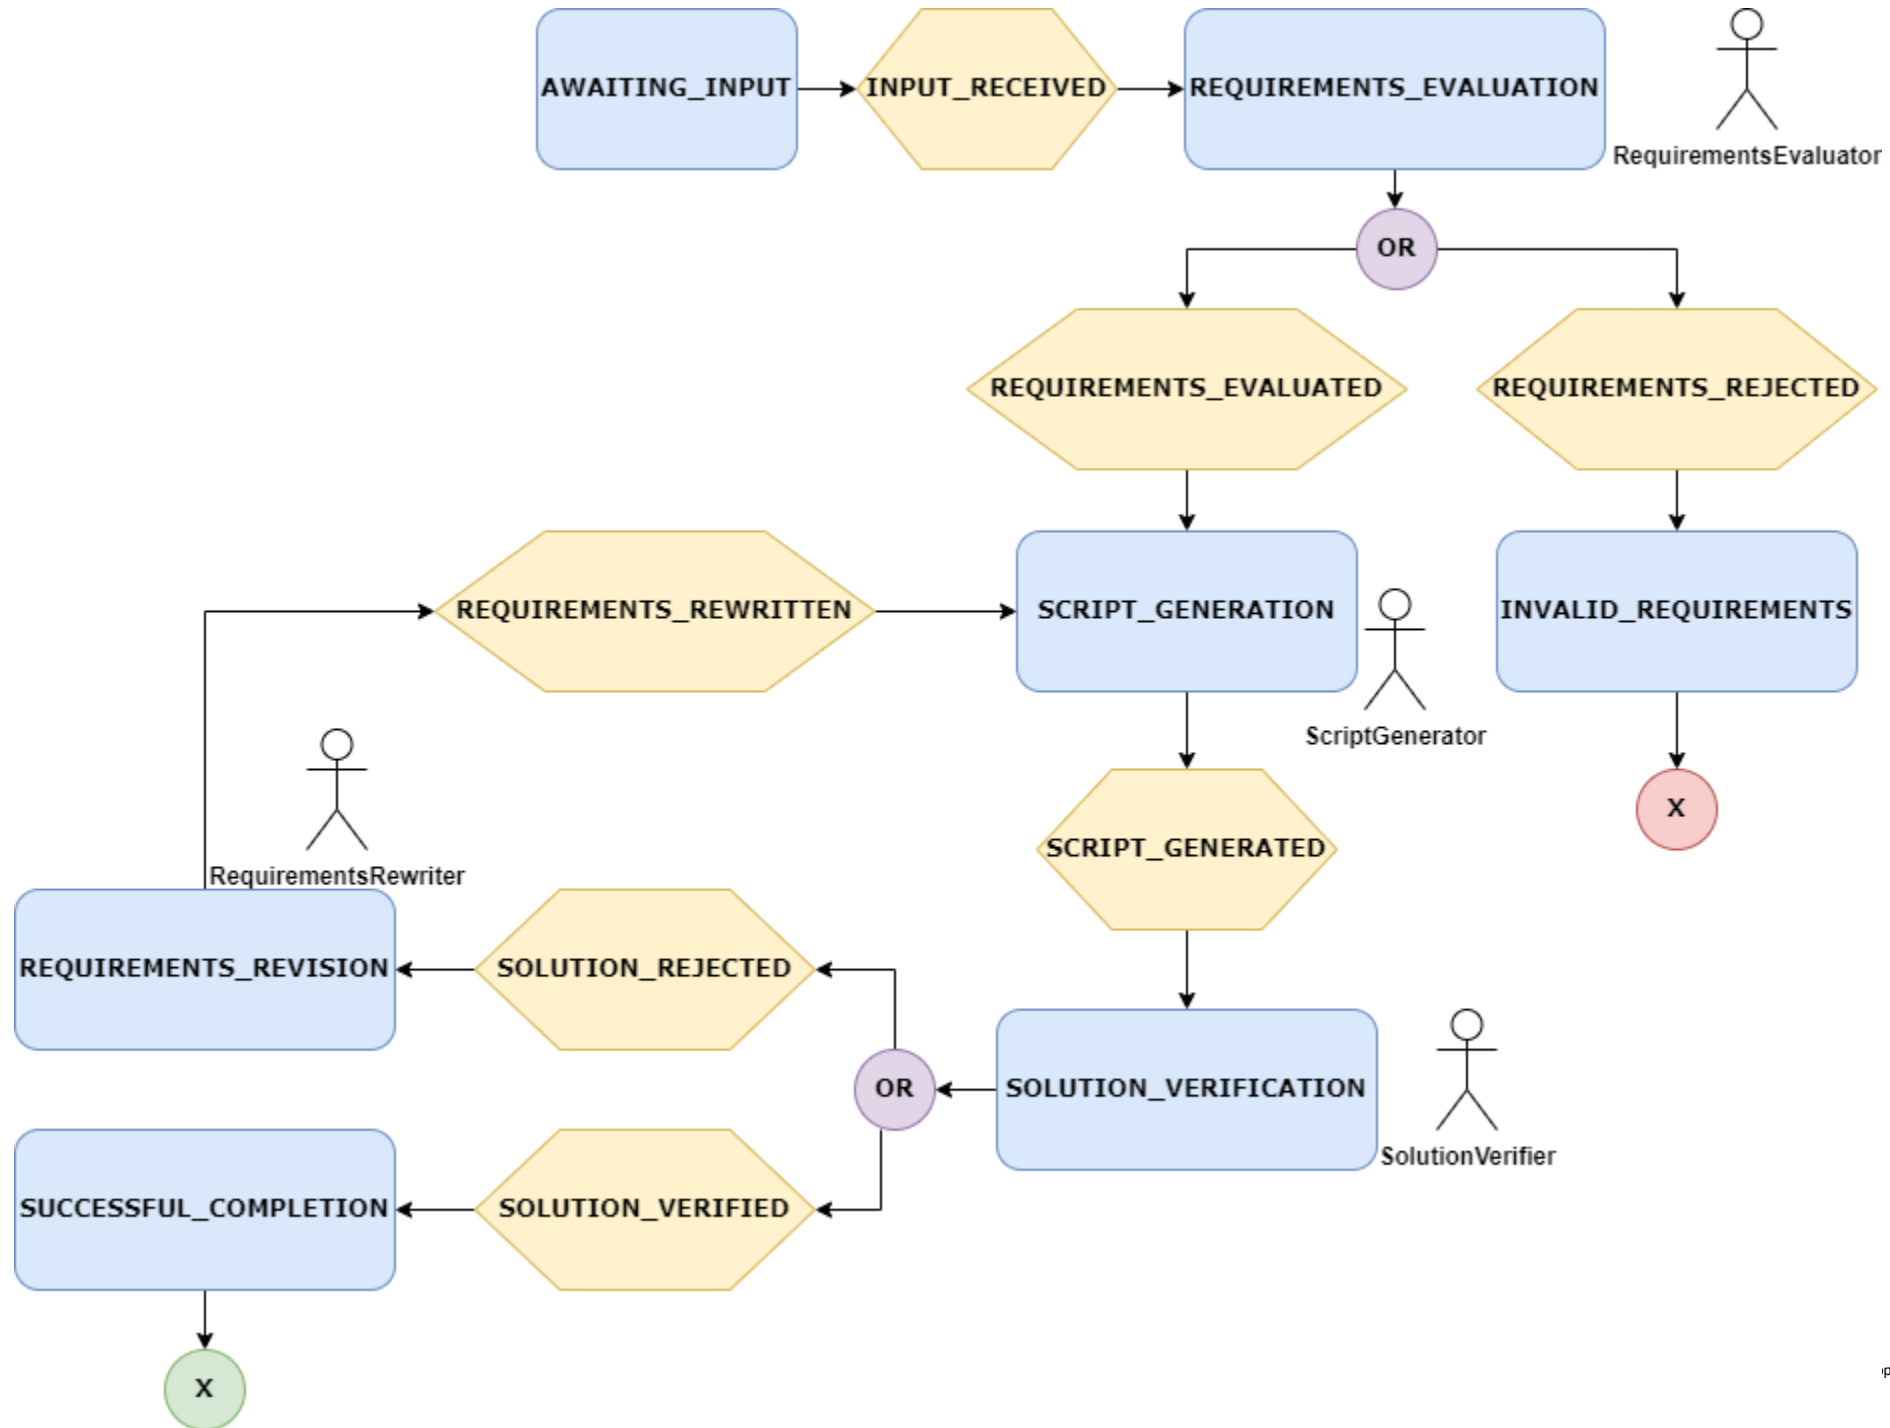 AWAITING_INPUT
INPUT_RECEIVED
REQUIREMENTS_EVALUATION
RequirementsEvaluator
OR
REQUIREMENTS_EVALUATED
REQUIREMENTS_REJECTED
REQUIREMENTS_REWRITTEN
SCRIPT_GENERATION
INVALID_REQUIREMENTS
ScriptGenerator
X
SCRIPT_GENERATED
RequirementsRewriter
REQUIREMENTS_REVISION
SOLUTION_REJECTED
OR
SOLUTION_VERIFICATION
SolutionVerifier
SUCCESSFUL_COMPLETION
SOLUTION_VERIFIED
X